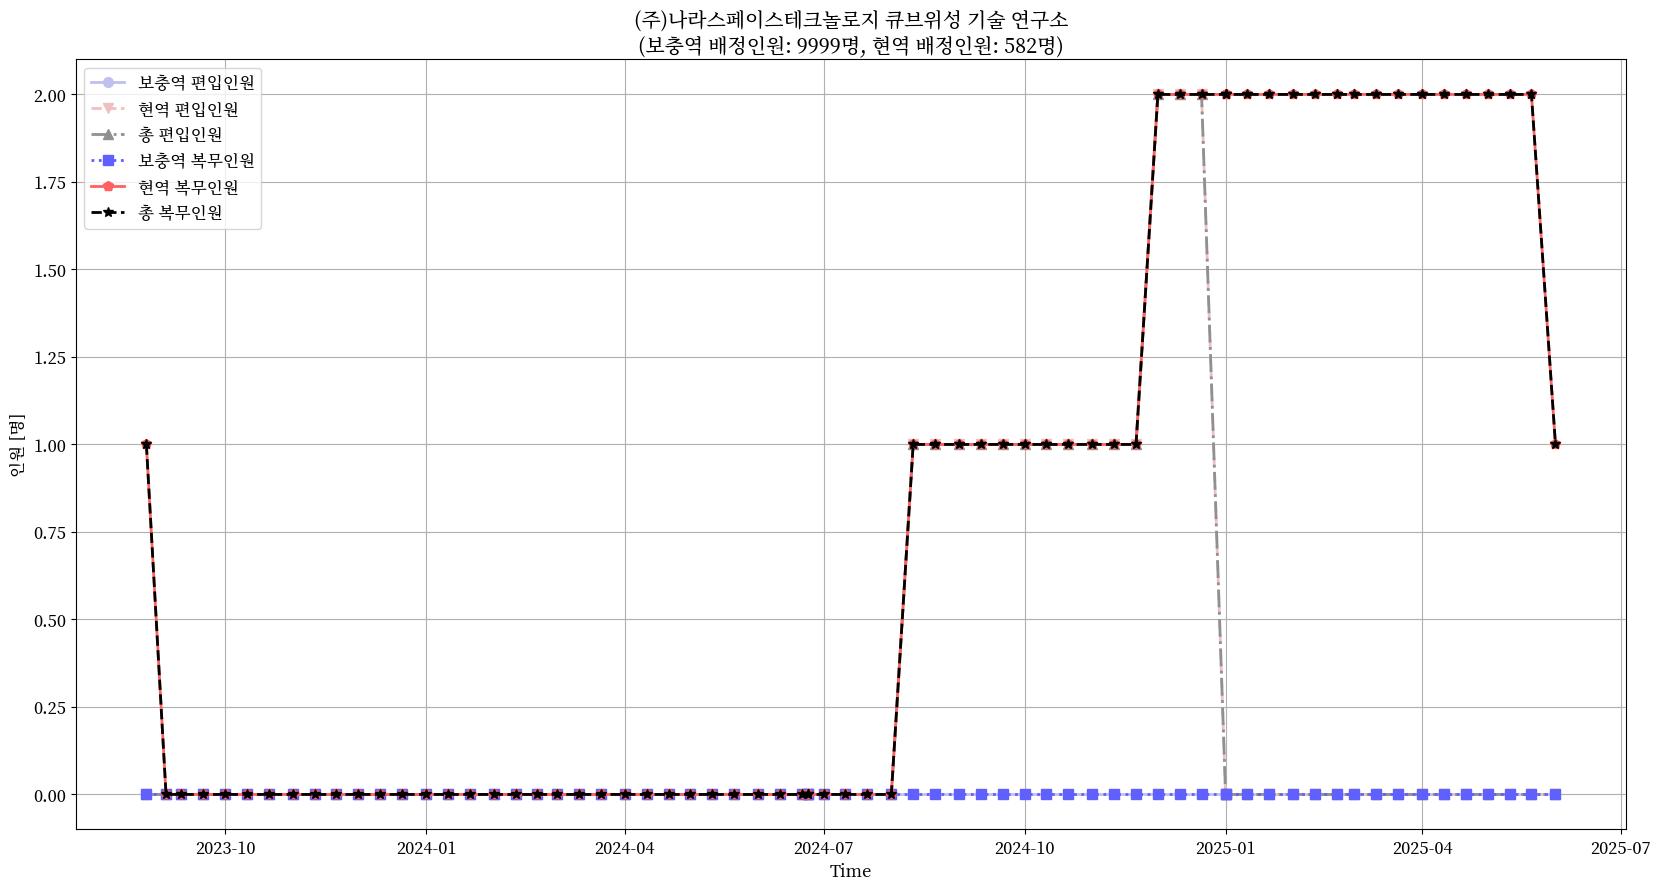 (주)나라스페이스테크놀로지 큐브위성 기술 연구소
(보충역 배정인원: 9999명, 현역 배정인원: 582명)
보충역 편입인원
현역 편입인원
총 편입인원
보충역 복무인원
현역 복무인원
총 복무인원
2.00
1.75
1.50
1.25
1.00
0.75
0.50
0.25
0.00
인원 [명]
2023-10
2024-01
2024-04
2024-07
2024-10
2025-01
2025-04
2025-07
Time